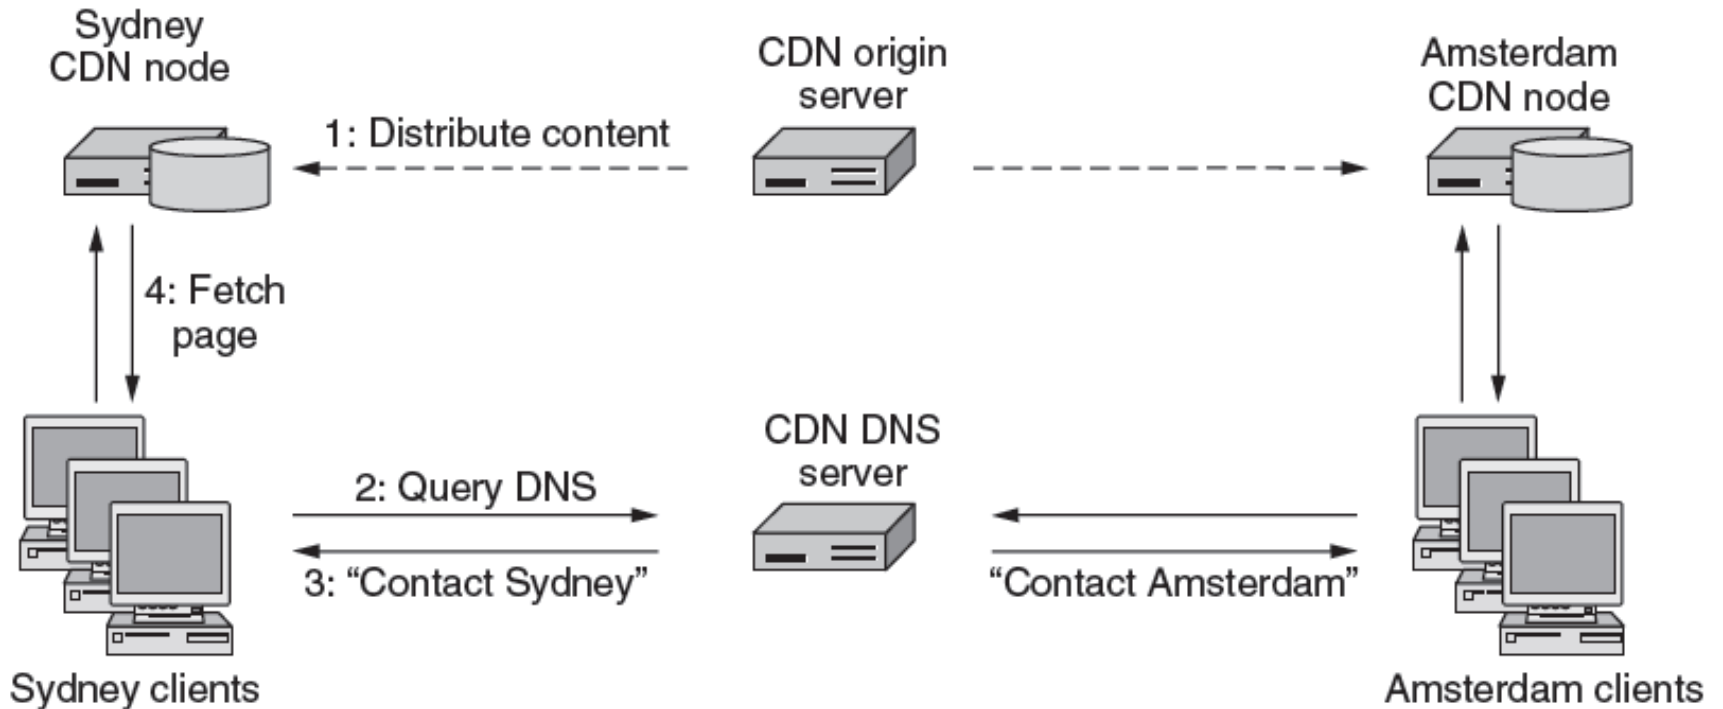 Sydney
CDN node
CDN origin
server
Amsterdam
CDN node
1: Distribute content
4: Fetch
page
CDN DNS
server
2: Query DNS
3: “Contact Sydney”
“Contact Amsterdam”
Sydney clients
Amsterdam clients